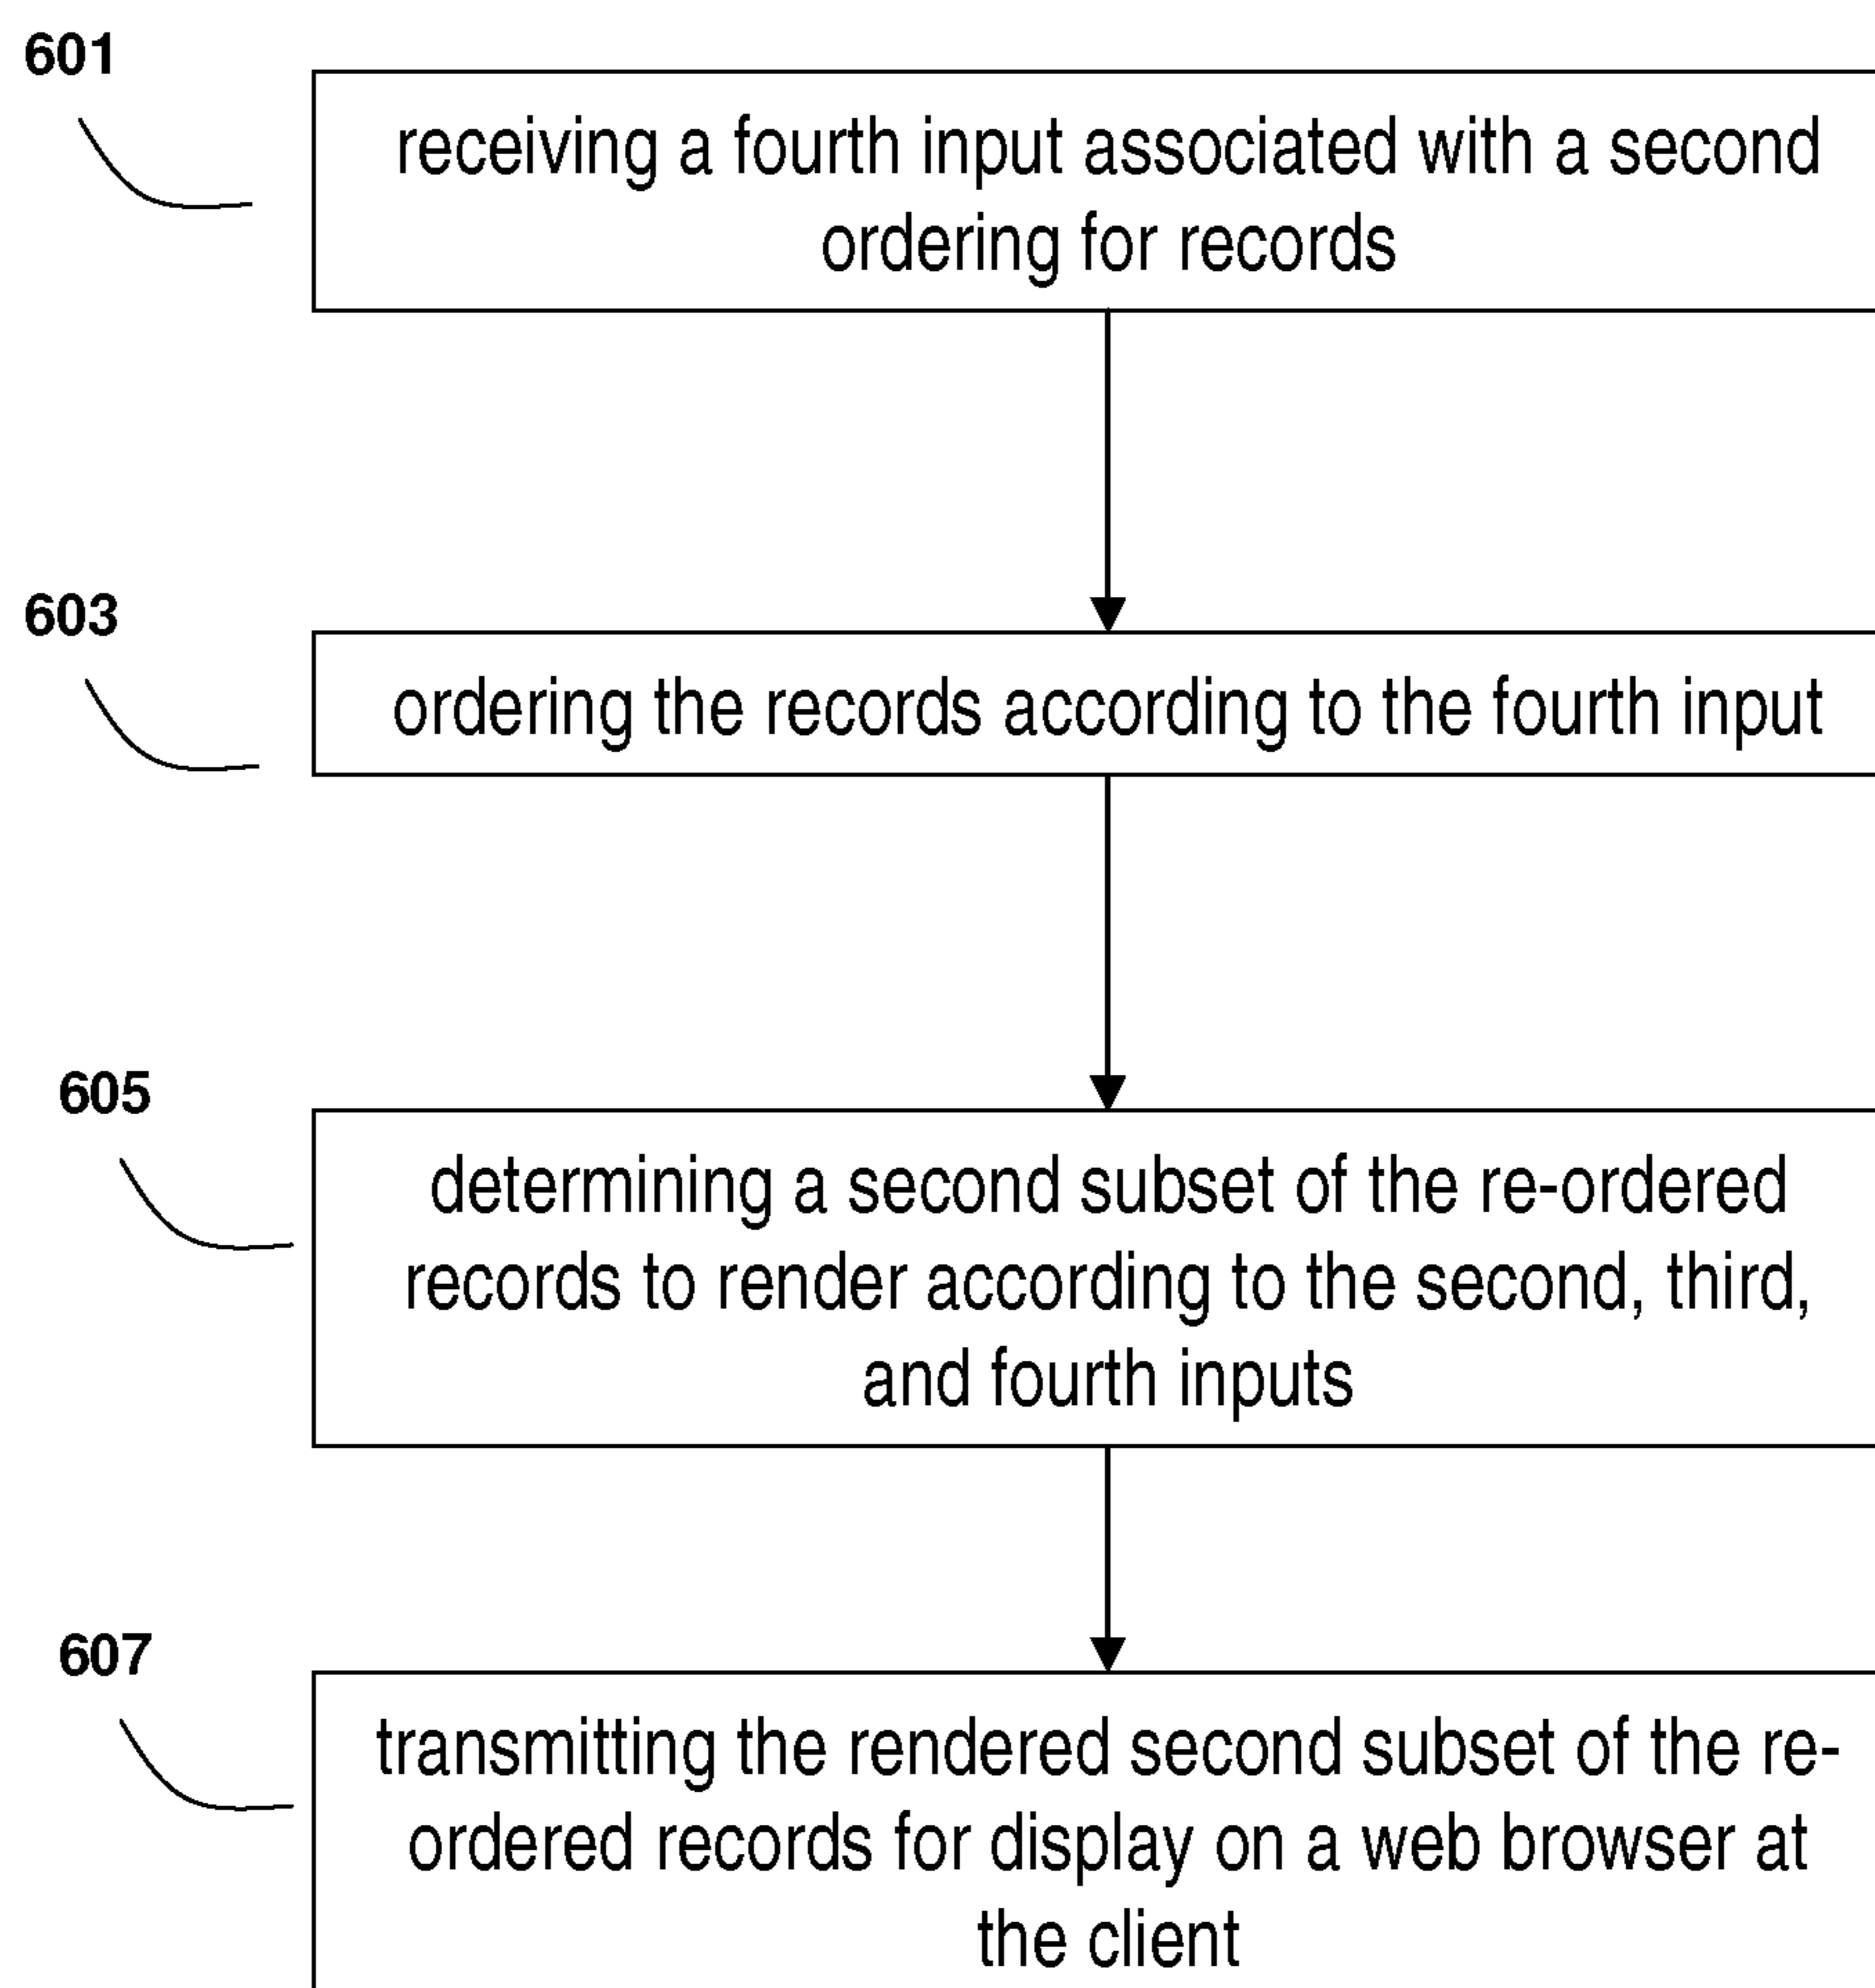 601
receiving a fourth input associated with a second
ordering for records
603
ordering the records according to the fourth input
605
determining a second subset of the re-ordered
records to render according to the second, third,
and fourth inputs
607
transmitting the rendered second subset of the re-
ordered records for display on a web browser at
the client